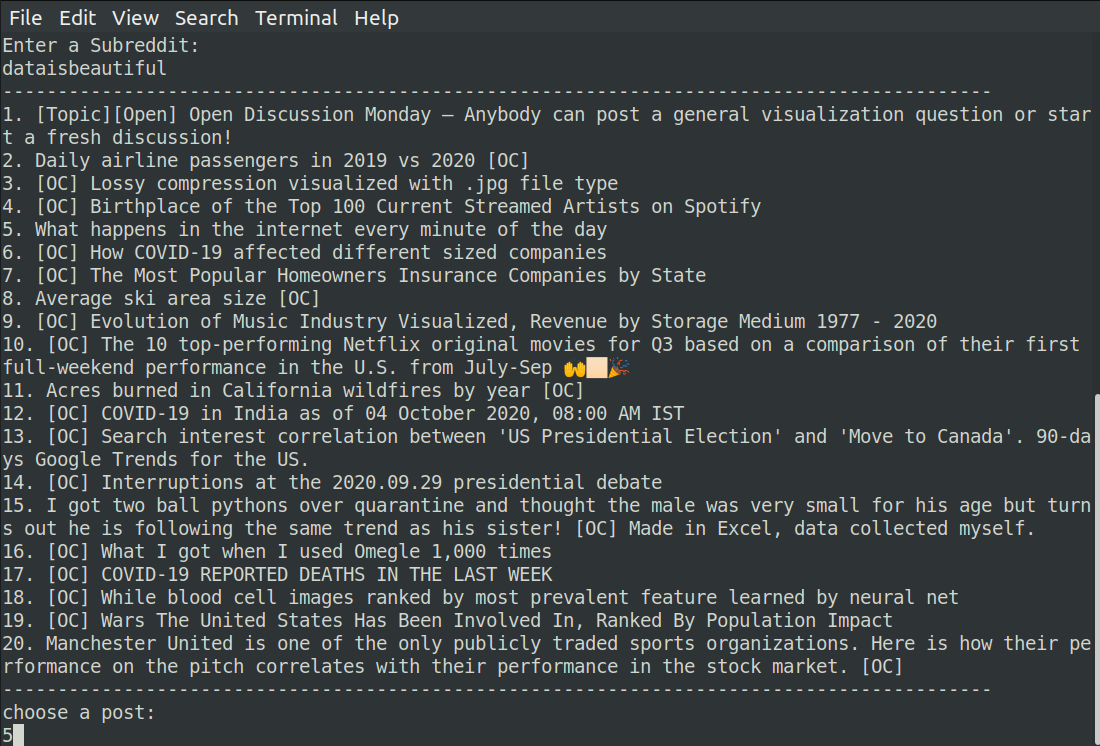 File Edit View Search Terminal Help
Enter a Subreddit:
dataisbeautiful
------------------------------------------------------------------------------------------
1. [Topic][Open] Open Discussion Monday — Anybody can post a general visualization question or star
t a fresh discussion!
2. Daily airline passengers in 2019 vs 2020 [OC]
3. [OC] Lossy compression visualized with .jpg file type
4. [OC] Birthplace of the Top 100 Current Streamed Artists on Spotify
5. What happens in the internet every minute of the day
6. [OC] How COVID-19 affected different sized companies
7. [OC] The Most Popular Homeowners Insurance Companies by State
8. Average ski area size [OC]
9. [OC] Evolution of Music Industry Visualized, Revenue by Storage Medium 1977 - 2020
10. [OC] The 10 top-performing Netflix original movies for Q3 based on a comparison of their first
full-weekend performance in the U.S. from July-Sep 🤲🏻🎉
11. Acres burned in California wildfires by year [OC]
12. [OC] COVID-19 in India as of 04 October 2020, 08:00 AM IST
13. [OC] Search interest correlation between 'US Presidential Election' and 'Move to Canada'. 90-da
ys Google Trends for the US.
14. [OC] Interruptions at the 2020.09.29 presidential debate
15. I got two ball pythons over quarantine and thought the male was very small for his age but turn
s out he is following the same trend as his sister! [OC] Made in Excel, data collected myself.
16. [OC] What I got when I used Omegle 1,000 times
17. [OC] COVID-19 REPORTED DEATHS IN THE LAST WEEK
18. [OC] While blood cell images ranked by most prevalent feature learned by neural net
19. [OC] Wars The United States Has Been Involved In, Ranked By Population Impact
20. Manchester United is one of the only publicly traded sports organizations. Here is how their pe
rformance on the pitch correlates with their performance in the stock market. [OC]
------------------------------------------------------------------------------------------
choose a post:
5